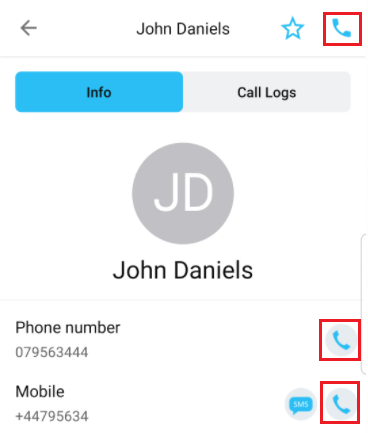 John Daniels
Info Call Logs
JD
John Daniels
Phone number
079563444
Mobile
SMS
+44795634